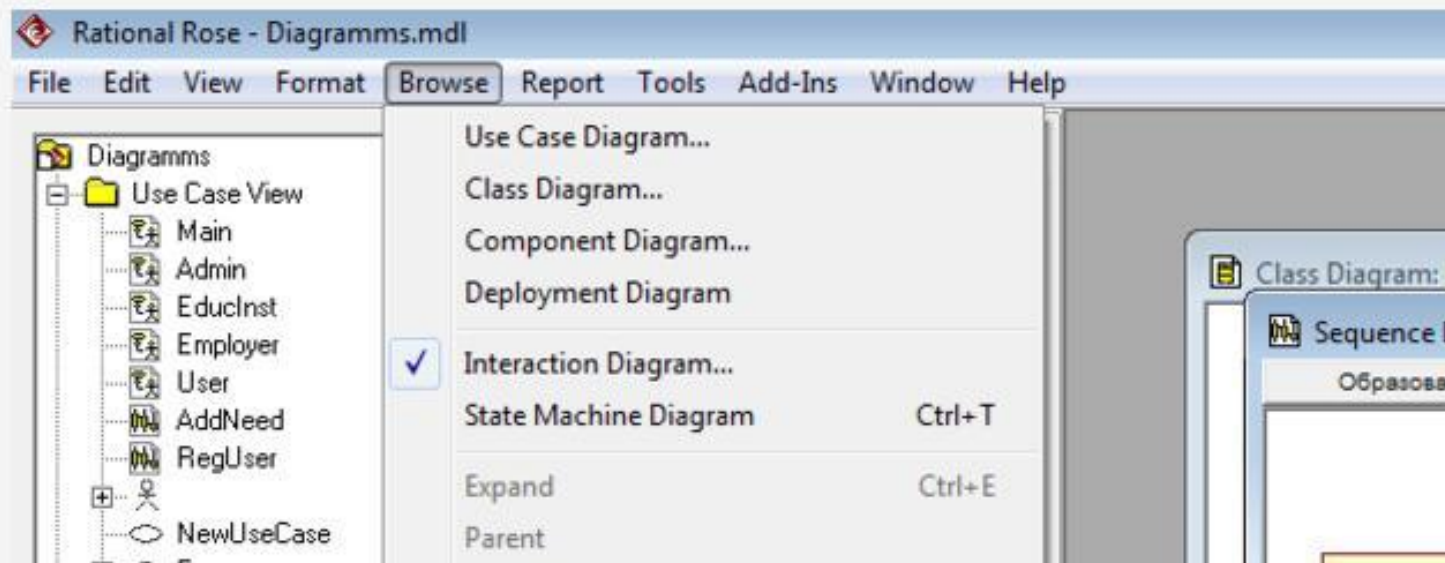 Rational Rose - Diagramms.mdl
File Edit View Format Browse Report Tools Add-Ins Window Help
Diagramms
Use Case View
Main
Admin
EducInst
Employer
User
AddNeed
RegUser
NewUseCase
Use Case Diagram...
Class Diagram...
Component Diagram...
Deployment Diagram
Interaction Diagram...
State Machine Diagram Ctrl+T
Expand Ctrl+E
Parent
Class Diagram:
Sequence